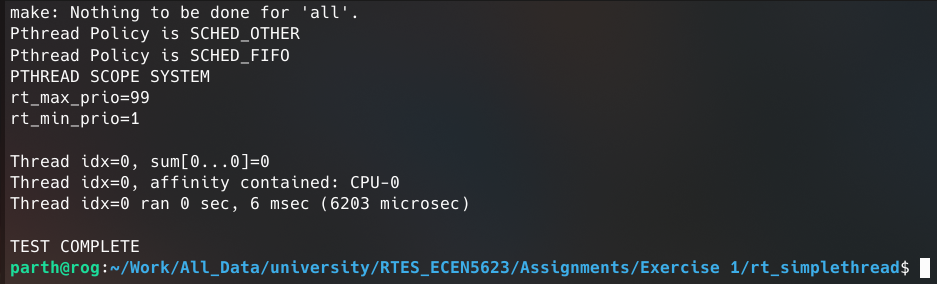 make: Nothing to be done for 'all'.
Pthread Policy is SCHED_OTHER
Pthread Policy is SCHED_FIFO
PTHREAD SCOPE SYSTEM
rt_max_prio=99
rt_min_prio=1
Thread idx=0, sum[0...0]=0
Thread idx=0, affinity contained: CPU-0
Thread idx=0 ran 0 sec, 6 msec (6203 microsec)
TEST COMPLETE
parth@rog:~/Work/All_Data/university/RTES_ECEN5623/Assignments/Exercise 1/rt_simplethread$